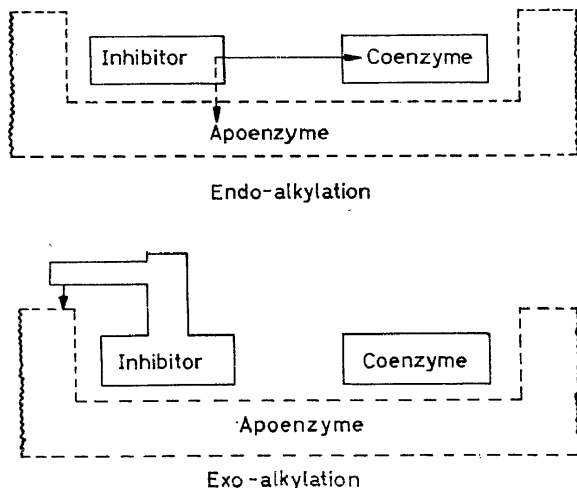 Inhibitor Coenzyme
Apoenzyme
Endo-alkylation
Inhibitor Coenzyme
Apoenzyme
Exo-alkylation